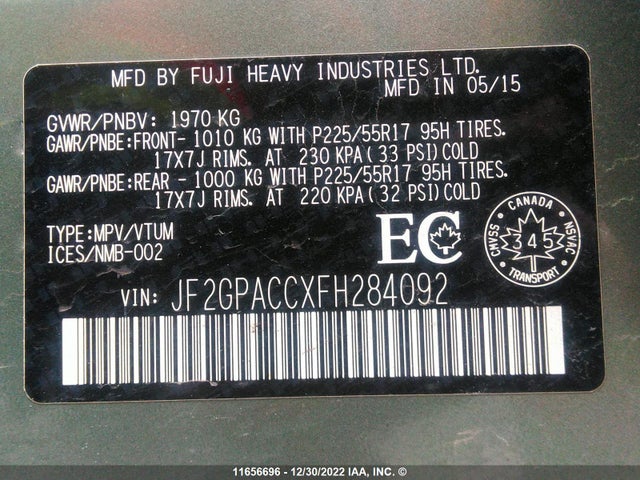 MFD BY FUJI HEAVY INDUSTRIES LTD.
MFD IN 05/15
GVWR/PNBV: 1970 KG
GAWR/PNBE:FRONT- 1010 KG WITH P225/55R17 95H TIRES.
17X7J RIMS. AT 230 KPA(33 PSI)COLD
GAWR/PNBE:REAR - 1000 KG WITH P225/55R17 95H TIRES.
17X7J RIMS. AT 220 KPA(32 PSI)COLD
TYPE:MPV/VTUM
ICES/NMB-002
EC
CANADA
CMVSS
345
NSVAC
TRANSPORT
VIN: JF2GPACCXFH284092
11656696 - 12/30/2022 IAA, INC. ©